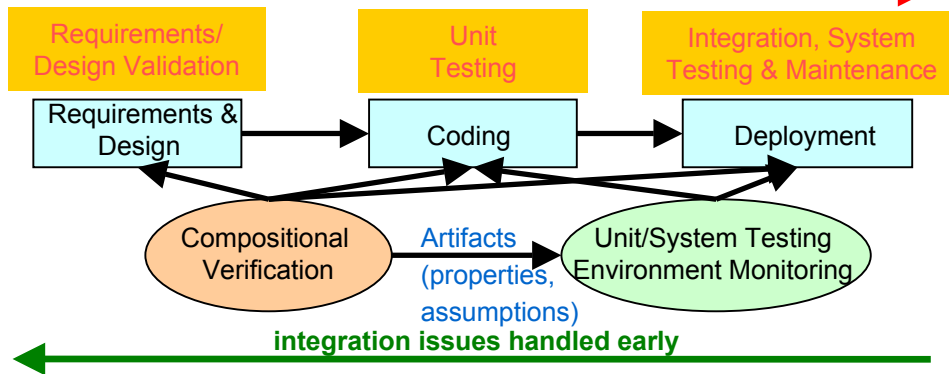 Requirements/
Design Validation
Unit
Testing
Integration, System
Testing & Maintenance
Requirements &
Design
Coding
Deployment
Compositional
Verification
Artifacts
(properties,
assumptions)
Unit/System Testing
Environment Monitoring
integration issues handled early